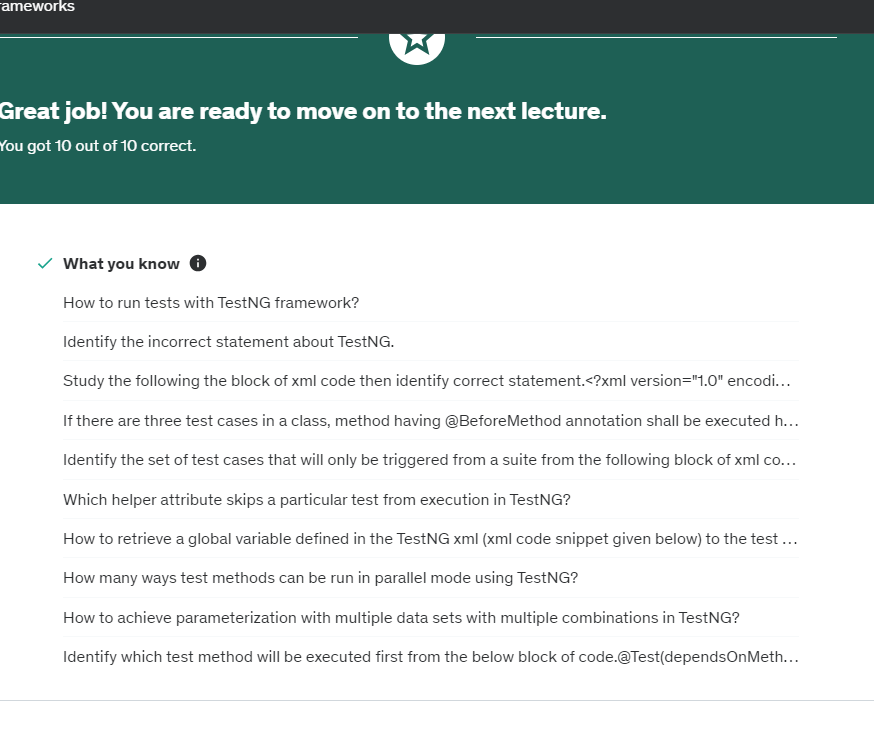 rameworks
Great job! You are ready to move on to the next lecture.
You got 10 out of 10 correct.
What you know
How to run tests with TestNG framework?
Identify the incorrect statement about TestNG.
Study the following the block of xml code then identify correct statement.<?xml version="1.0" encodi...
If there are three test cases in a class, method having @BeforeMethod annotation shall be executed h...
Identify the set of test cases that will only be triggered from a suite from the following block of xml co...
Which helper attribute skips a particular test from execution in TestNG?
How to retrieve a global variable defined in the TestNG xml (xml code snippet given below) to the test ...
How many ways test methods can be run in parallel mode using TestNG?
How to achieve parameterization with multiple data sets with multiple combinations in TestNG?
Identify which test method will be executed first from the below block of code.@Test(dependsOnMeth...